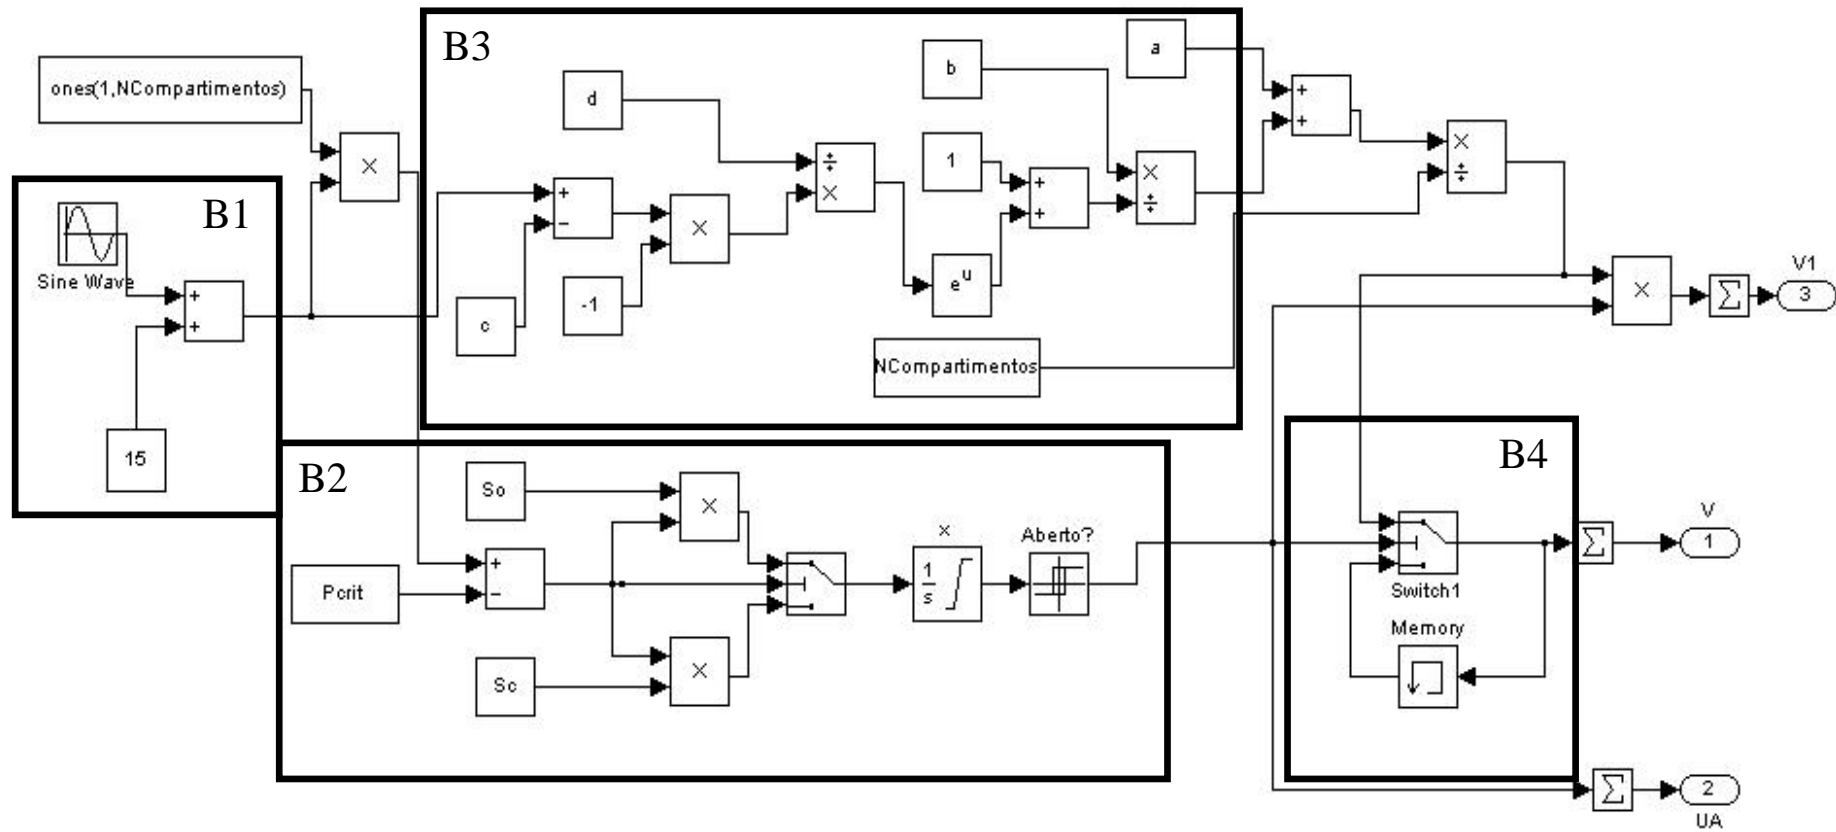 B3
a
b
ones(1,NCompartimentos)
d
+
+
×
÷
1
÷
×
×
÷
×
+
+
B1
+
−
×
V1
Sine Wave
+
+
c
-1
e^u
×
Σ
3
NCompartimentos
B4
15
B2
So
×
V
x
Aberto?
Σ
1
+
−
Pcrit
1/s
Switch1
Memory
Sc
×
Σ
2
UA